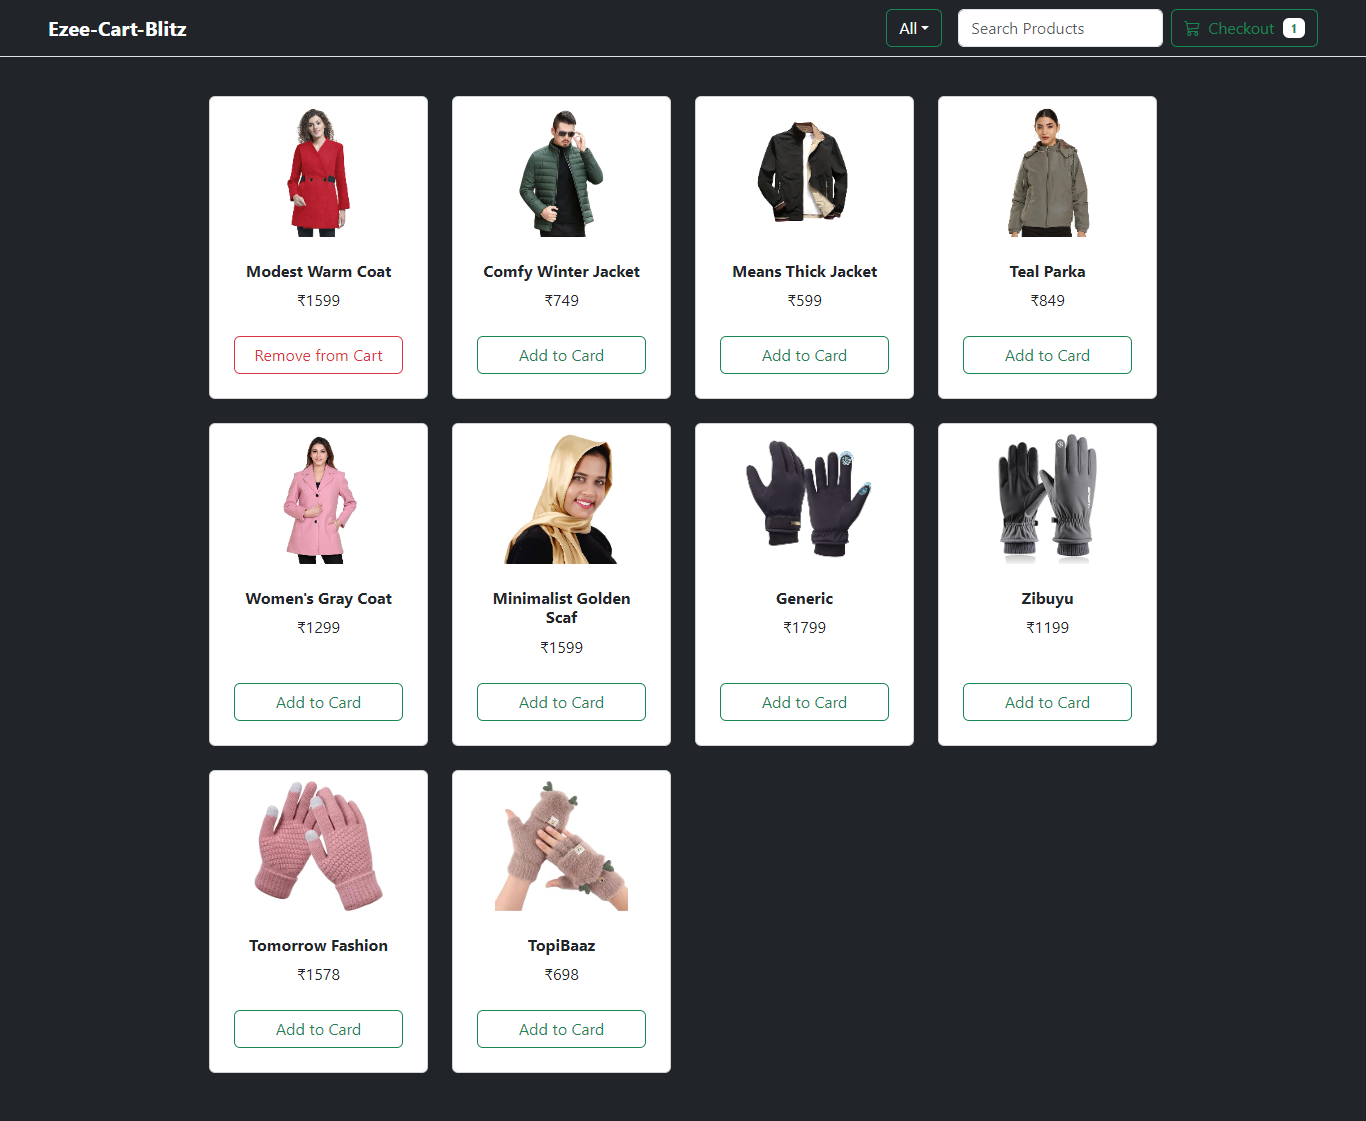 Ezee-Cart-Blitz
All
Search Products
Checkout 1
Modest Warm Coat
₹1599
Remove from Cart
Comfy Winter Jacket
₹749
Add to Card
Means Thick Jacket
₹599
Add to Card
Teal Parka
₹849
Add to Card
Women's Gray Coat
₹1299
Add to Card
Minimalist Golden
Scaf
₹1599
Add to Card
Generic
₹1799
Add to Card
Zibuyu
₹1199
Add to Card
Tomorrow Fashion
₹1578
Add to Card
TopiBaaz
₹698
Add to Card